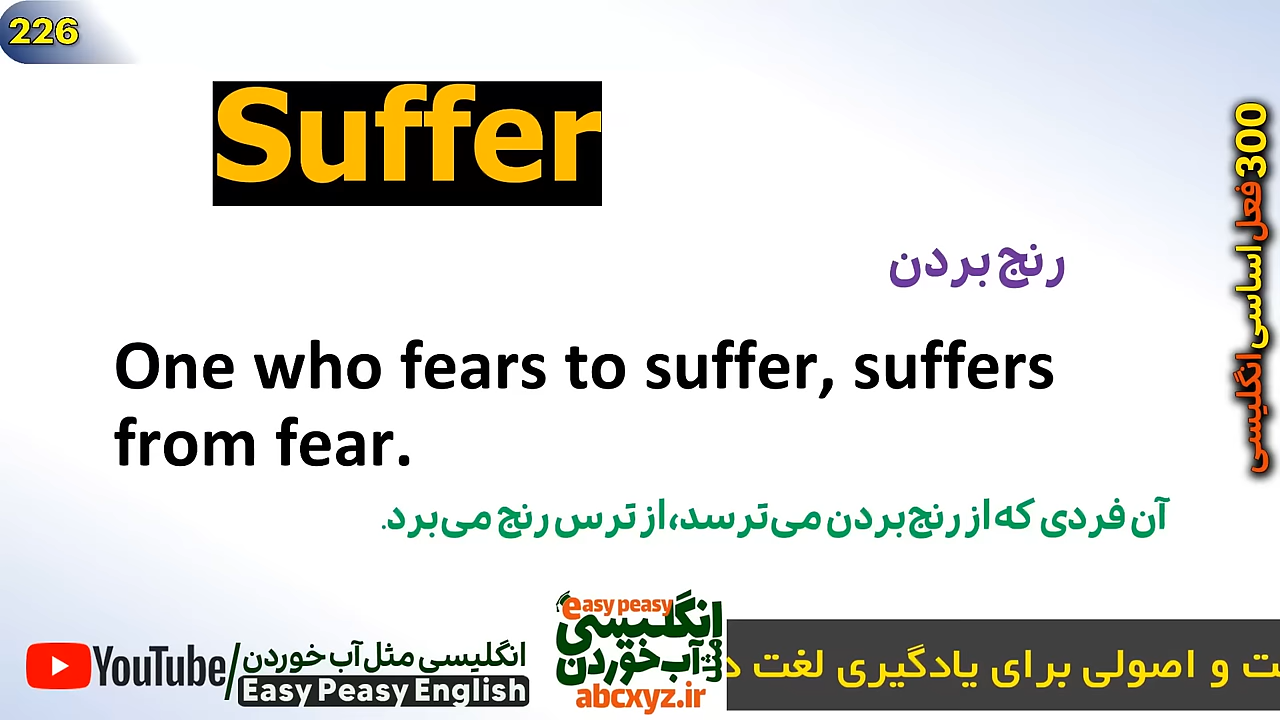 226
Suffer
رنج بردن
One who fears to suffer, suffers
from fear.
آن فردی که از رنج‌بردن می‌ترسد، از ترس رنج می‌برد.
300 فعل اساسی انگلیسی
YouTube/
انگلیسی مثل آب خوردن
Easy Peasy English
easy peasy
انگلیسی
مثل
آب خوردن
abcxyz.ir
ت و اصولی برای یادگیری لغت د